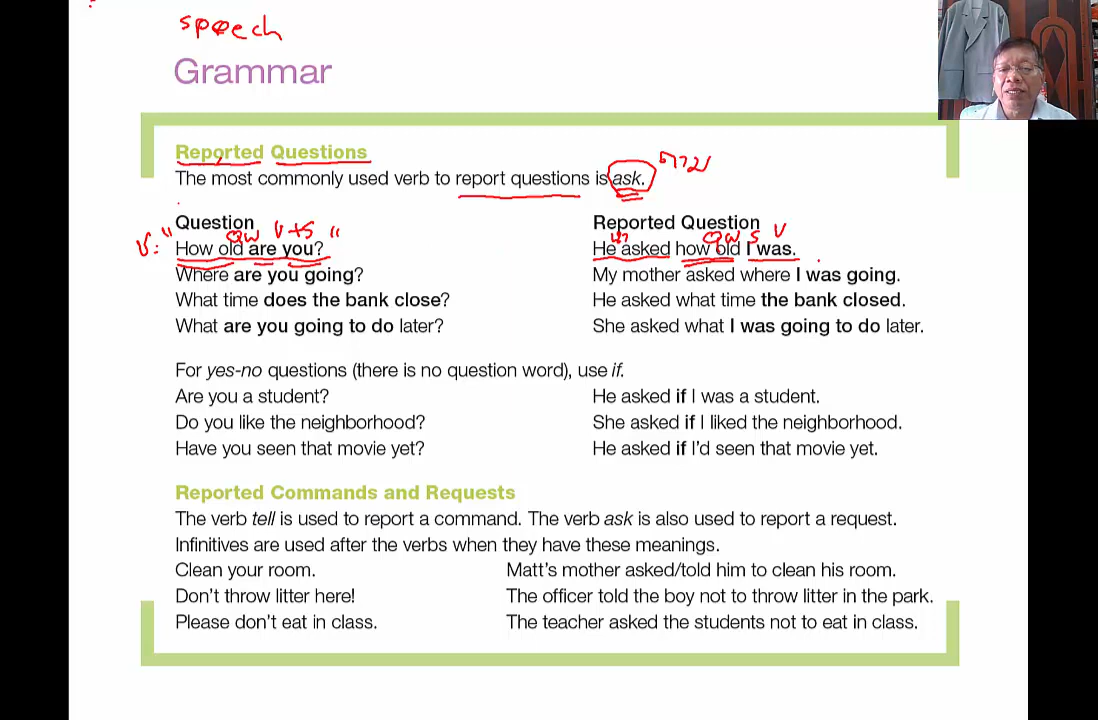 speech
Grammar
Reported Questions
The most commonly used verb to report questions is ask.
Question
Reported Question
QW V+S
QW S V
How old are you?
He asked how old I was.
Where are you going?
My mother asked where I was going.
What time does the bank close?
He asked what time the bank closed.
What are you going to do later?
She asked what I was going to do later.
For yes-no questions (there is no question word), use if.
Are you a student?
He asked if I was a student.
Do you like the neighborhood?
She asked if I liked the neighborhood.
Have you seen that movie yet?
He asked if I'd seen that movie yet.
Reported Commands and Requests
The verb tell is used to report a command. The verb ask is also used to report a request.
Infinitives are used after the verbs when they have these meanings.
Clean your room.
Matt's mother asked/told him to clean his room.
Don't throw litter here!
The officer told the boy not to throw litter in the park.
Please don't eat in class.
The teacher asked the students not to eat in class.